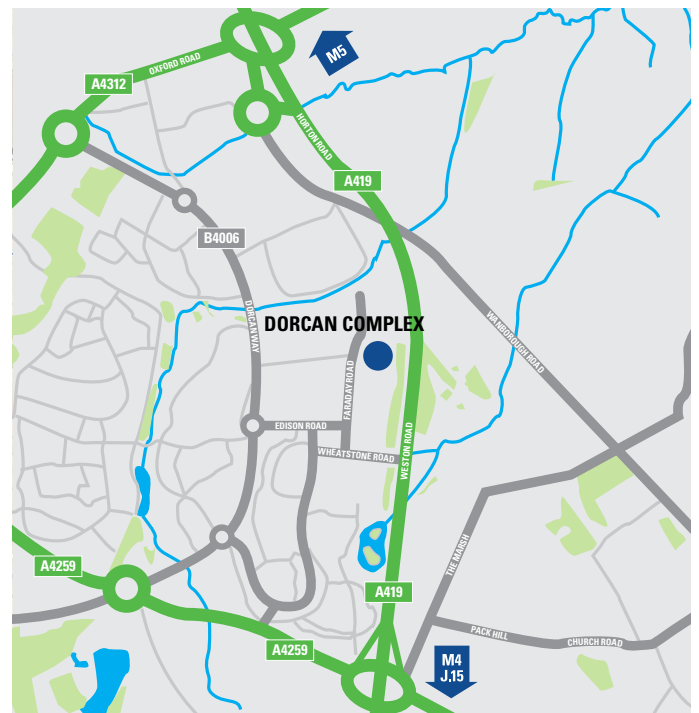 M5
OXFORD ROAD
A4312
HORTON ROAD
A419
B4006
DORCAN WAY
DORCAN COMPLEX
WANBOROUGH ROAD
FARADAY ROAD
EDISON ROAD
WHEATSTONE ROAD
WESTON ROAD
THE MARSH
A4259
A419
PACK HILL
CHURCH ROAD
A4259
M4
J.15